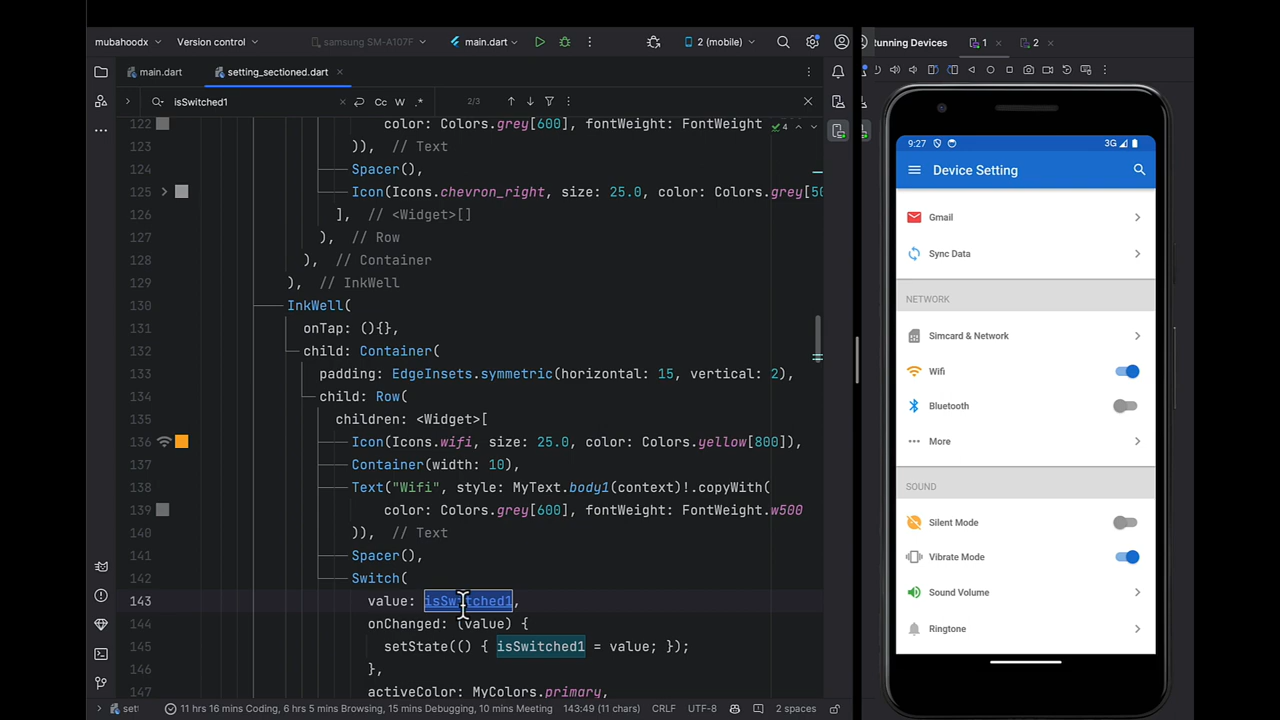 mubahoodx
Version control
samsung SM-A107F
main.dart
2 (mobile)
Running Devices
1
2
main.dart
setting_sectioned.dart
isSwitched1
Cc W .*
2/3
122 color: Colors.grey[600], fontWeight: FontWeight
4
123 )), // Text
124 Spacer(),
125 Icon(Icons.chevron_right, size: 25.0, color: Colors.grey[50
126 ], // <Widget>[]
127 ), // Row
128 ), // Container
129 ), // InkWell
130 InkWell(
131 onTap: (){},
132 child: Container(
133 padding: EdgeInsets.symmetric(horizontal: 15, vertical: 2),
134 child: Row(
135 children: <Widget>[
136 Icon(Icons.wifi, size: 25.0, color: Colors.yellow[800]),
137 Container(width: 10),
138 Text("Wifi", style: MyText.body1(context)!.copyWith(
139 color: Colors.grey[600], fontWeight: FontWeight.w500
140 )), // Text
141 Spacer(),
142 Switch(
143 value: isSwitched1,
144 onChanged: (value) {
145 setState(() { isSwitched1 = value; });
146 },
147 activeColor: MyColors.primary,
set
11 hrs 16 mins Coding, 6 hrs 5 mins Browsing, 15 mins Debugging, 10 mins Meeting
143:49 (11 chars)
CRLF
UTF-8
2 spaces
9:27
3G
Device Setting
Gmail
Sync Data
NETWORK
Simcard & Network
Wifi
Bluetooth
More
SOUND
Silent Mode
Vibrate Mode
Sound Volume
Ringtone